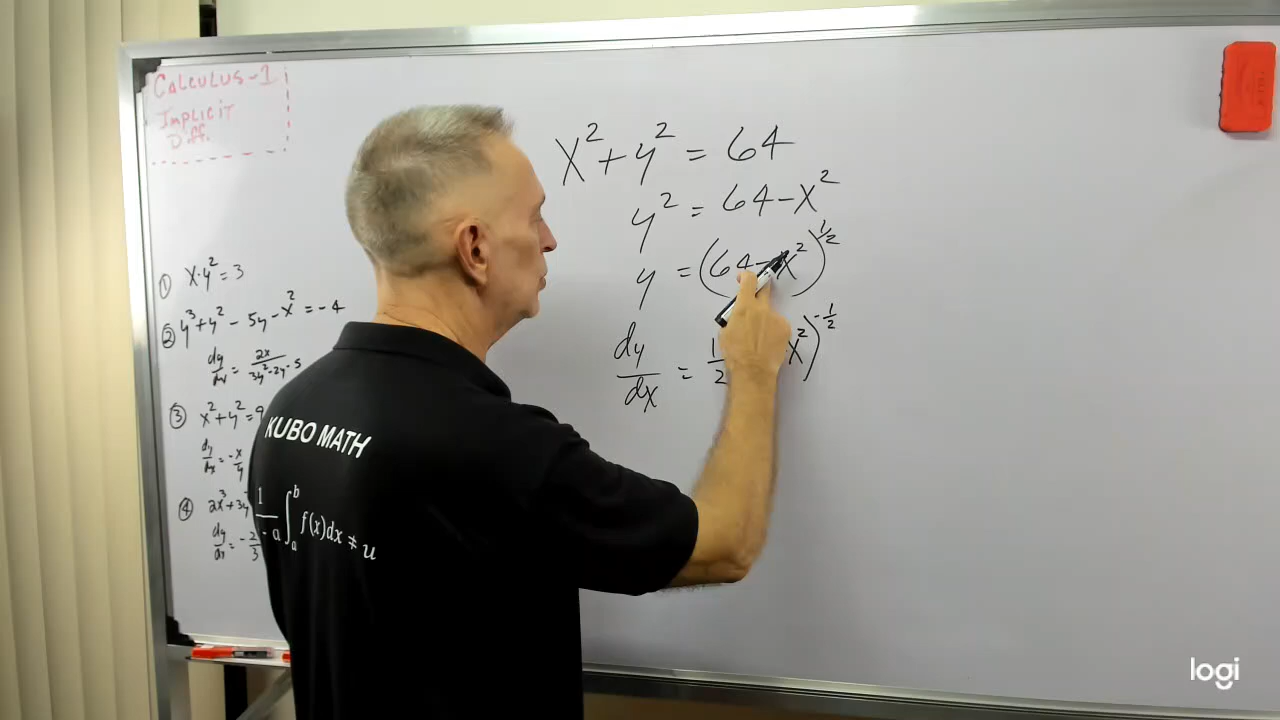 CALCULUS-1
IMPLICIT
Diff.
x²+y² = 64
y² = 64-x²
y = (64-x²)^½
dy/dx = 1/2 x²)^-½
① x·y² = 3
② y³+y² - 5y - x² = -4
dy/dx = 2x/3y²+2y-5
③ x²+y² = 9
dy/dx = -x/y
④ 2x³+3y
dy/dx = -2/3
KUBO MATH
1/-a ∫ₐᵇ f(x)dx ≠ u
logi